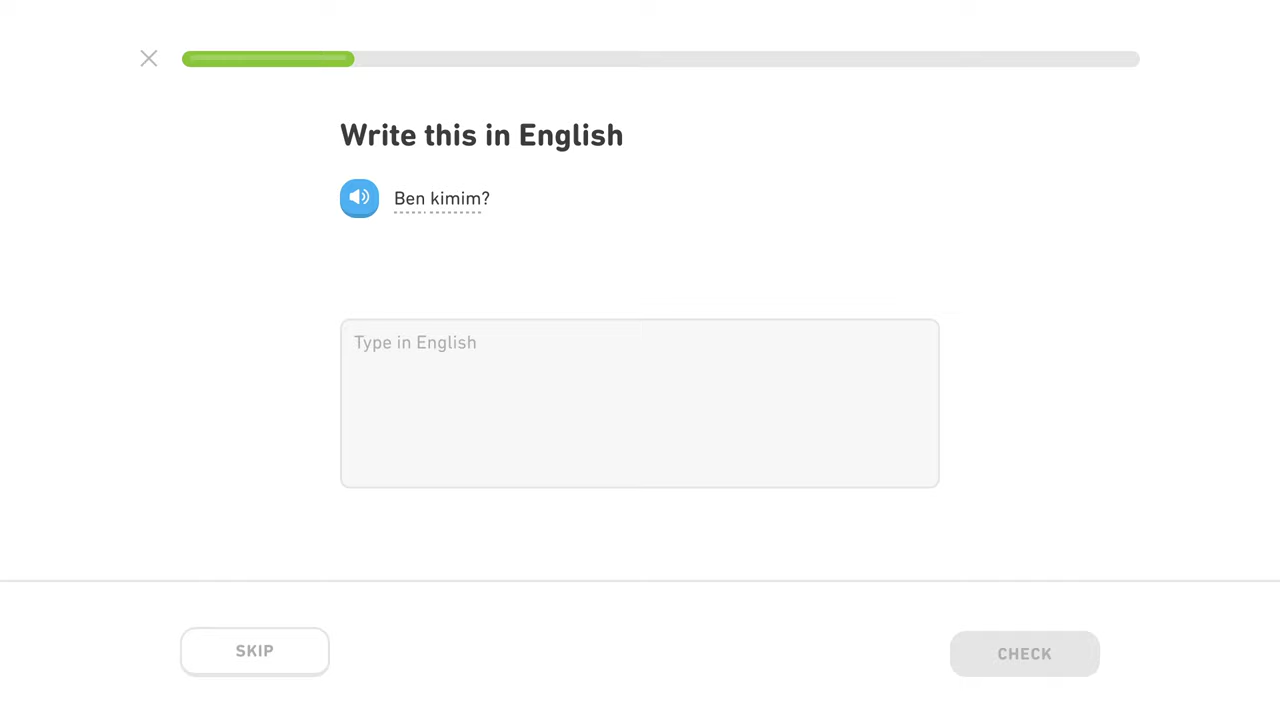 Write this in English
Ben kimim?
Type in English
SKIP
CHECK